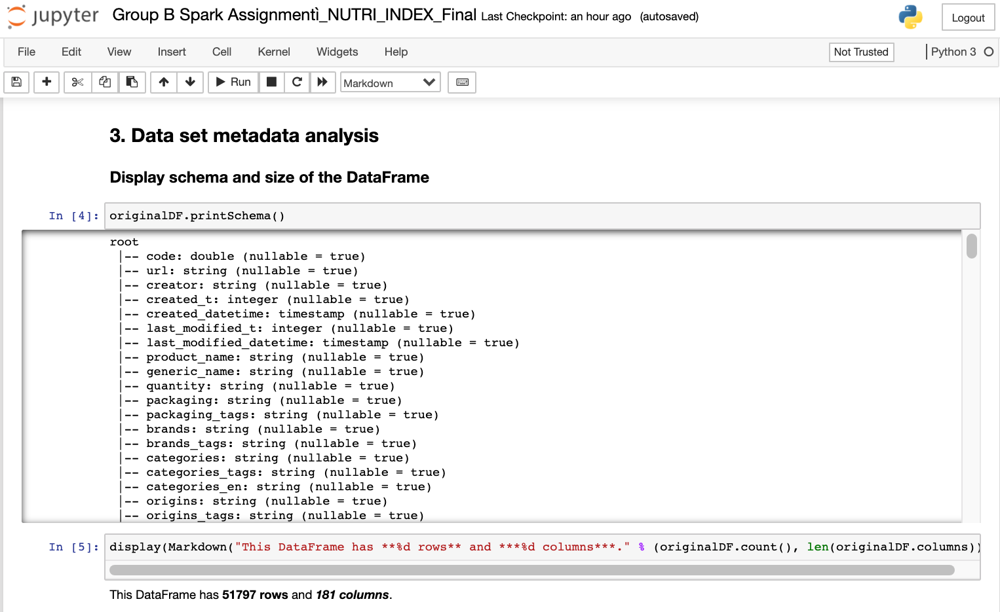 jupyter Group B Spark Assignmentì_NUTRI_INDEX_Final Last Checkpoint: an hour ago (autosaved) Logout
File Edit View Insert Cell Kernel Widgets Help Not Trusted Python 3
Run Markdown
3. Data set metadata analysis
Display schema and size of the DataFrame
In [4]: originalDF.printSchema()
root
|-- code: double (nullable = true)
|-- url: string (nullable = true)
|-- creator: string (nullable = true)
|-- created_t: integer (nullable = true)
|-- created_datetime: timestamp (nullable = true)
|-- last_modified_t: integer (nullable = true)
|-- last_modified_datetime: timestamp (nullable = true)
|-- product_name: string (nullable = true)
|-- generic_name: string (nullable = true)
|-- quantity: string (nullable = true)
|-- packaging: string (nullable = true)
|-- packaging_tags: string (nullable = true)
|-- brands: string (nullable = true)
|-- brands_tags: string (nullable = true)
|-- categories: string (nullable = true)
|-- categories_tags: string (nullable = true)
|-- categories_en: string (nullable = true)
|-- origins: string (nullable = true)
|-- origins_tags: string (nullable = true)
In [5]: display(Markdown("This DataFrame has **%d rows** and ***%d columns***." % (originalDF.count(), len(originalDF.columns))
This DataFrame has 51797 rows and 181 columns.